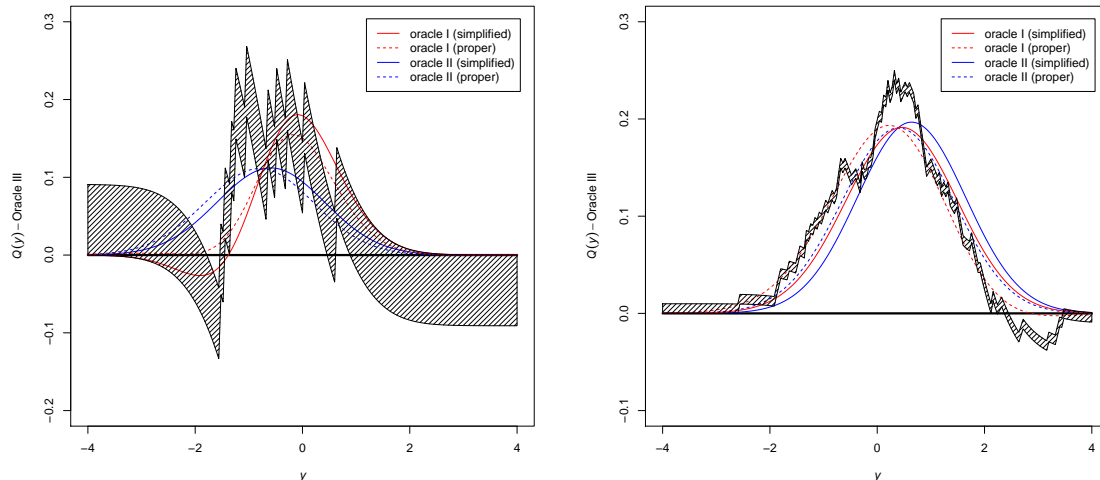 0.3
0.2
0.1
0.0
−0.1
−0.2
Q(y) − Oracle III
−4
−2
0
2
4
y
oracle I (simplified)
oracle I (proper)
oracle II (simplified)
oracle II (proper)
0.3
0.2
0.1
0.0
−0.1
Q(y) − Oracle III
−4
−2
0
2
4
y
oracle I (simplified)
oracle I (proper)
oracle II (simplified)
oracle II (proper)